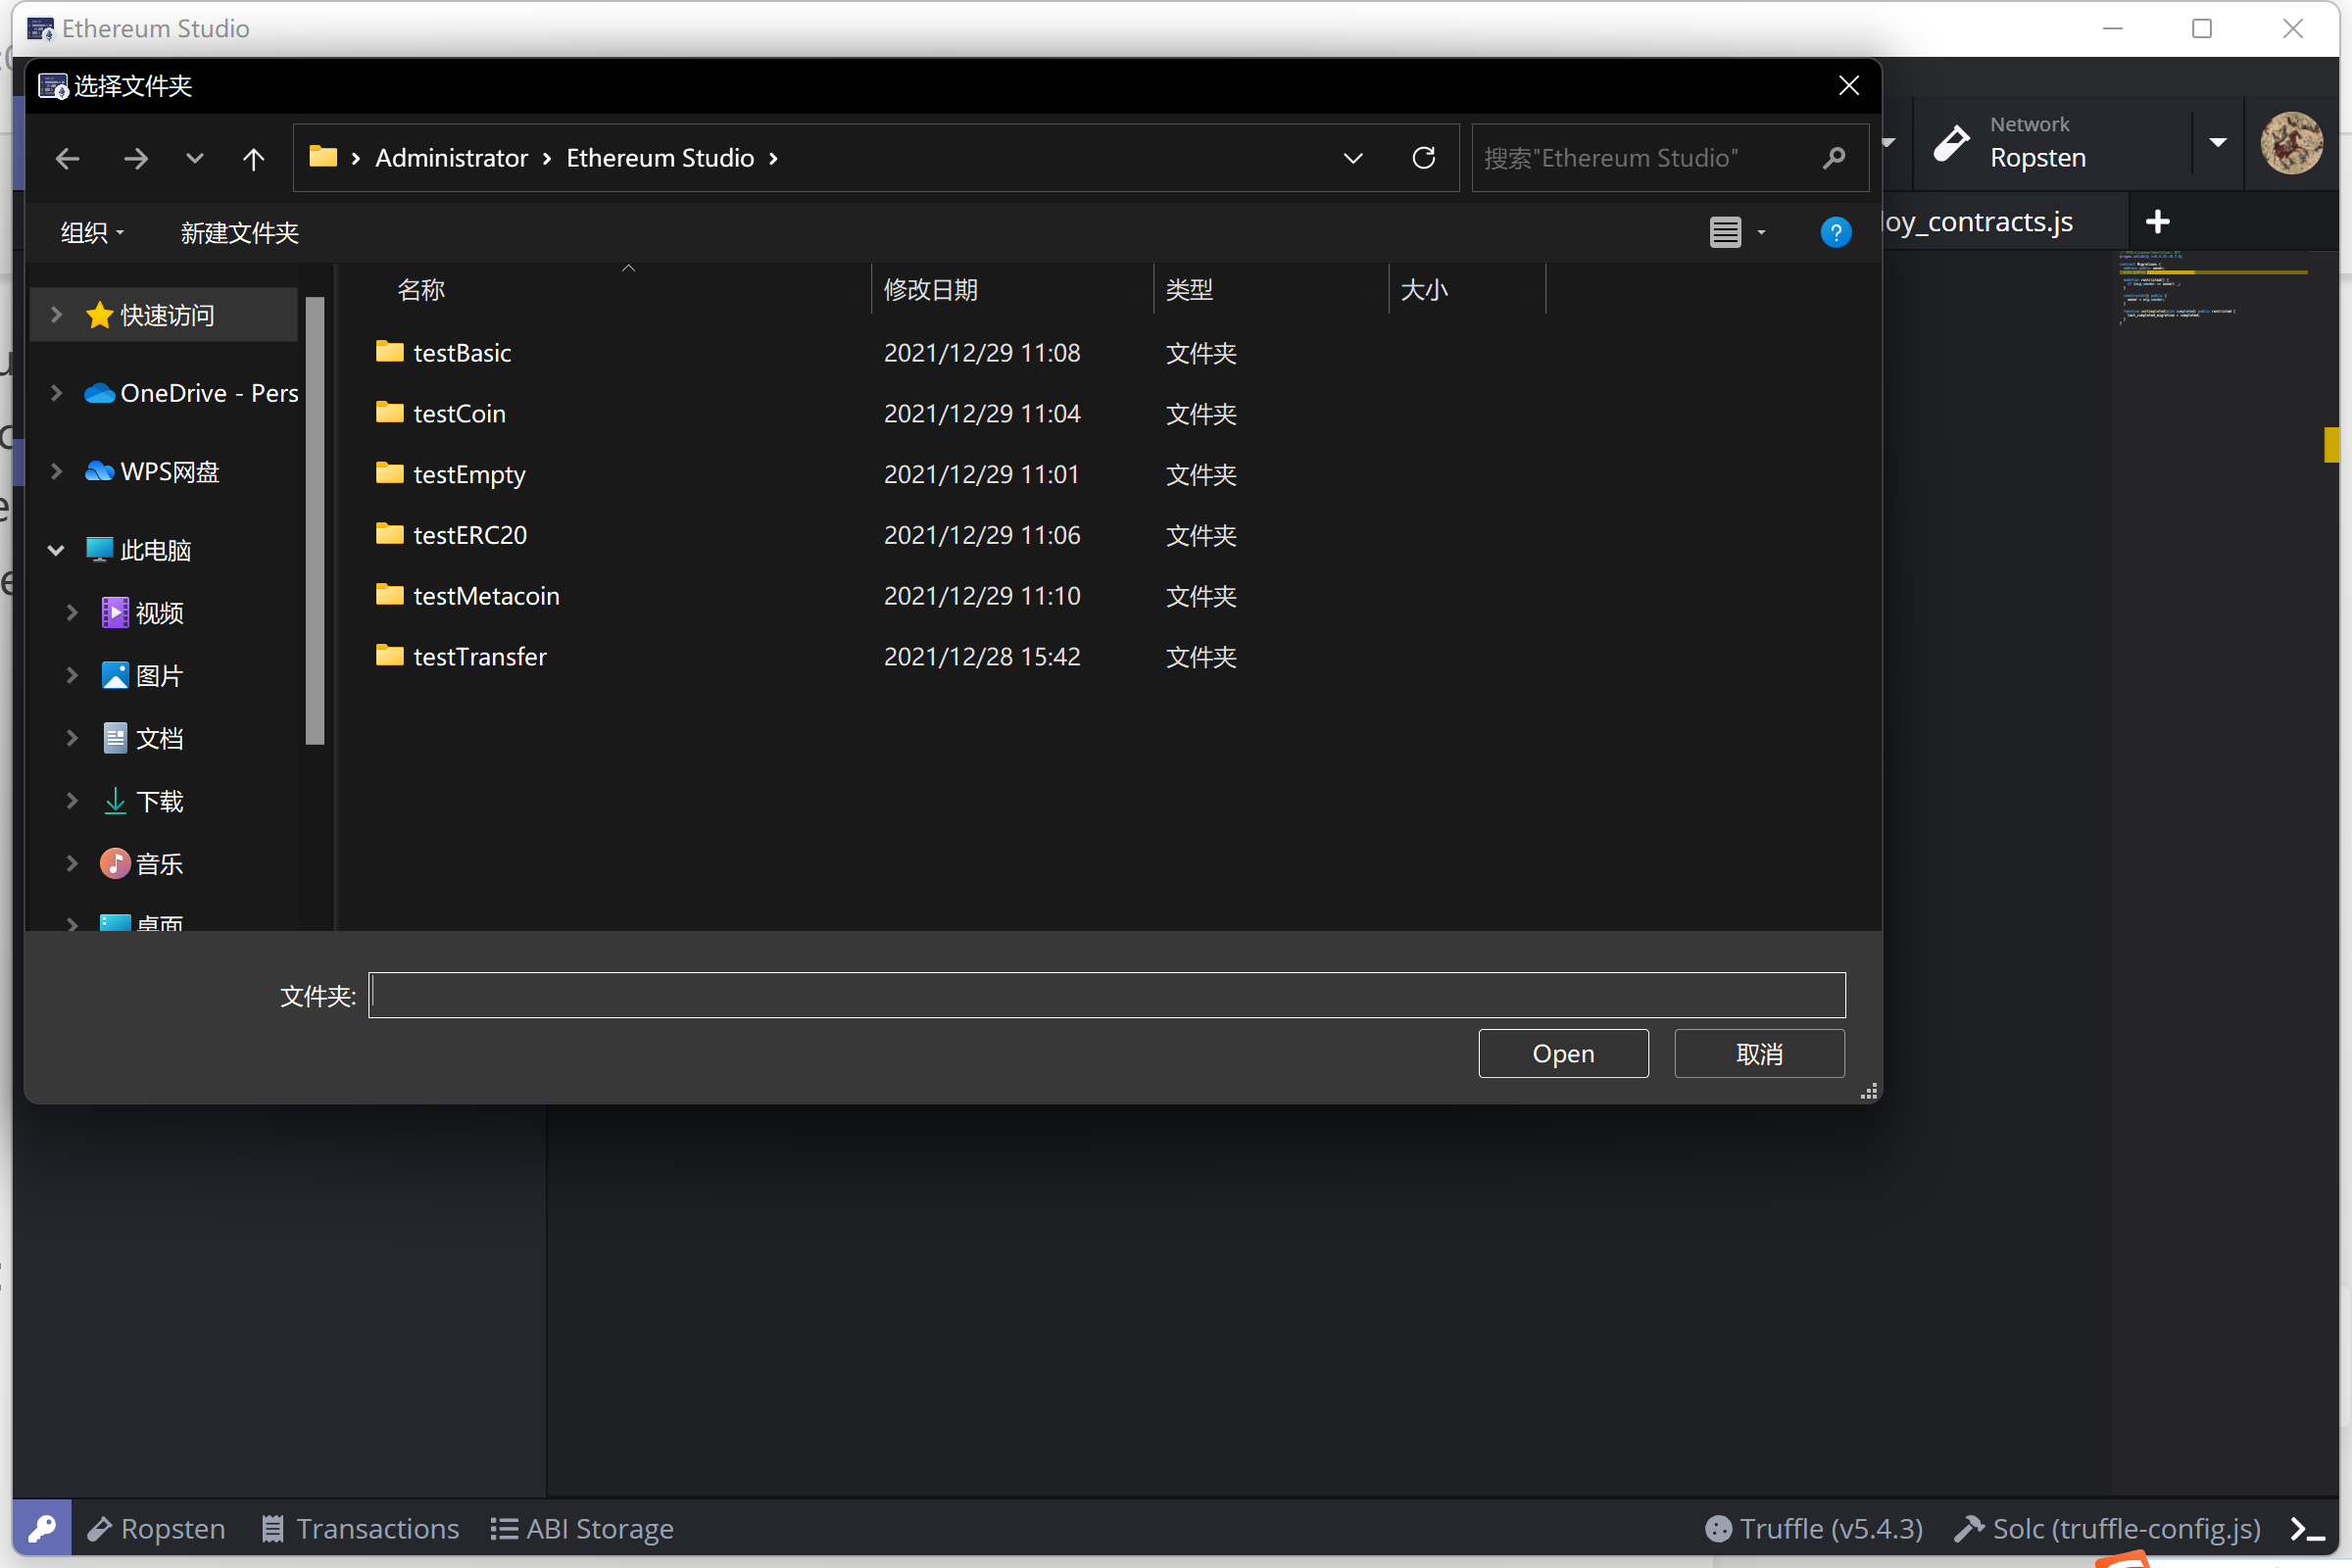 Ethereum Studio
选择文件夹
Administrator
Ethereum Studio
搜索"Ethereum Studio"
Network
Ropsten
组织
新建文件夹
?
oy_contracts.js
名称
修改日期
类型
大小
快速访问
OneDrive - Pers
WPS网盘
此电脑
视频
图片
文档
下载
音乐
桌面
testBasic 2021/12/29 11:08 文件夹
testCoin 2021/12/29 11:04 文件夹
testEmpty 2021/12/29 11:01 文件夹
testERC20 2021/12/29 11:06 文件夹
testMetacoin 2021/12/29 11:10 文件夹
testTransfer 2021/12/28 15:42 文件夹
文件夹:
Open
取消
Ropsten
Transactions
ABI Storage
Truffle (v5.4.3)
Solc (truffle-config.js)